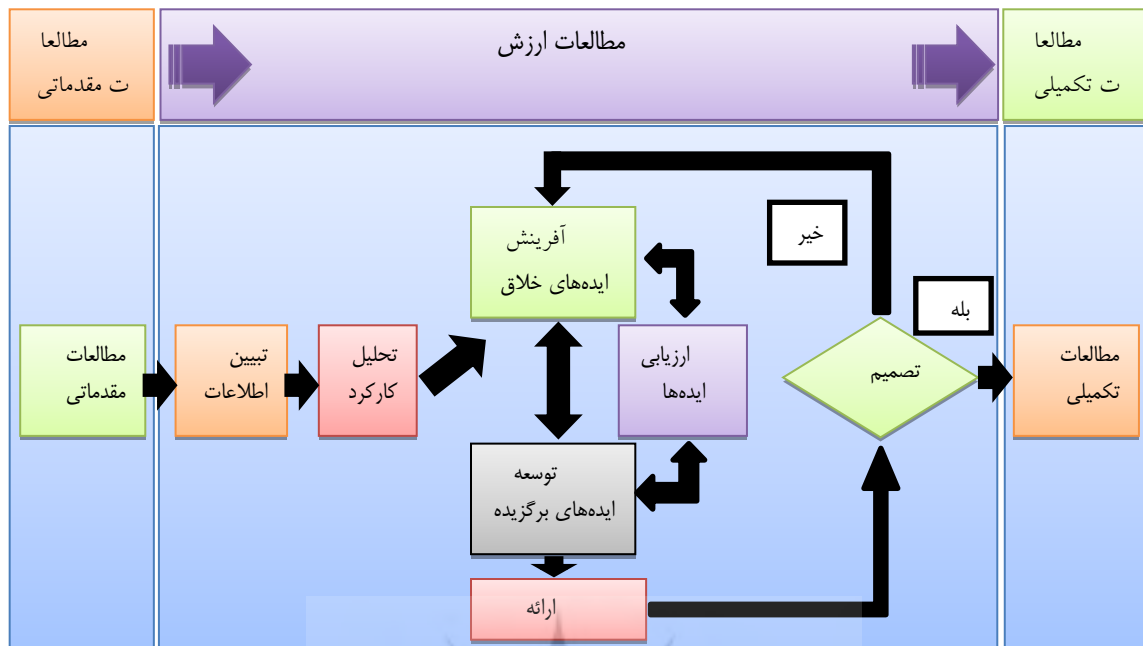 مطالعا
ت مقدماتی
مطالعات ارزش
مطالعا
ت تکمیلی
آفرینش
ایده‌های خلاق
خیر
بله
مطالعات
مقدماتی
تبیین
اطلاعات
تحلیل
کارکرد
ارزیابی
ایده‌ها
تصمیم
مطالعات
تکمیلی
توسعه
ایده‌های برگزیده
ارائه